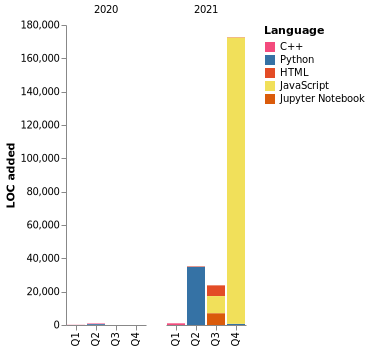 2020 2021
Language
C++
Python
HTML
JavaScript
Jupyter Notebook
LOC added
180,000
160,000
140,000
120,000
100,000
80,000
60,000
40,000
20,000
0
Q1 Q2 Q3 Q4 Q1 Q2 Q3 Q4